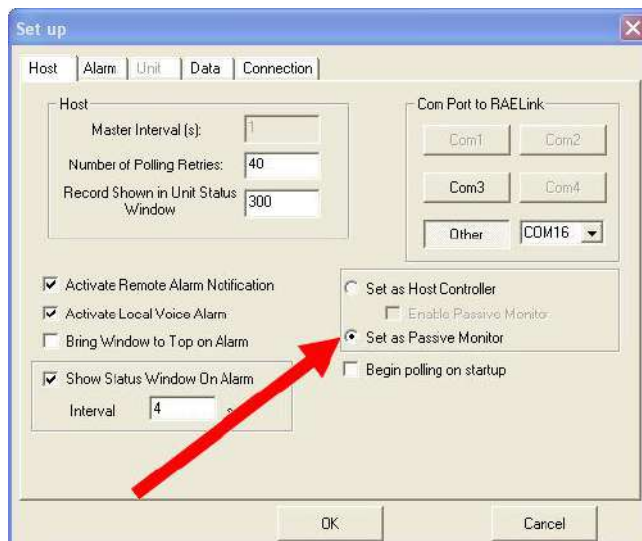 Set up
Host Alarm Unit Data Connection
Host
Master Interval (s): 1
Number of Polling Retries: 40
Record Shown in Unit Status
Window 300
Com Port to RAELink
Com1 Com2
Com3 Com4
Other COM16
Activate Remote Alarm Notification
Activate Local Voice Alarm
Bring Window to Top on Alarm
Show Status Window On Alarm
Interval 4
Set as Host Controller
Enable Passive Monitor
Set as Passive Monitor
Begin polling on startup
OK Cancel